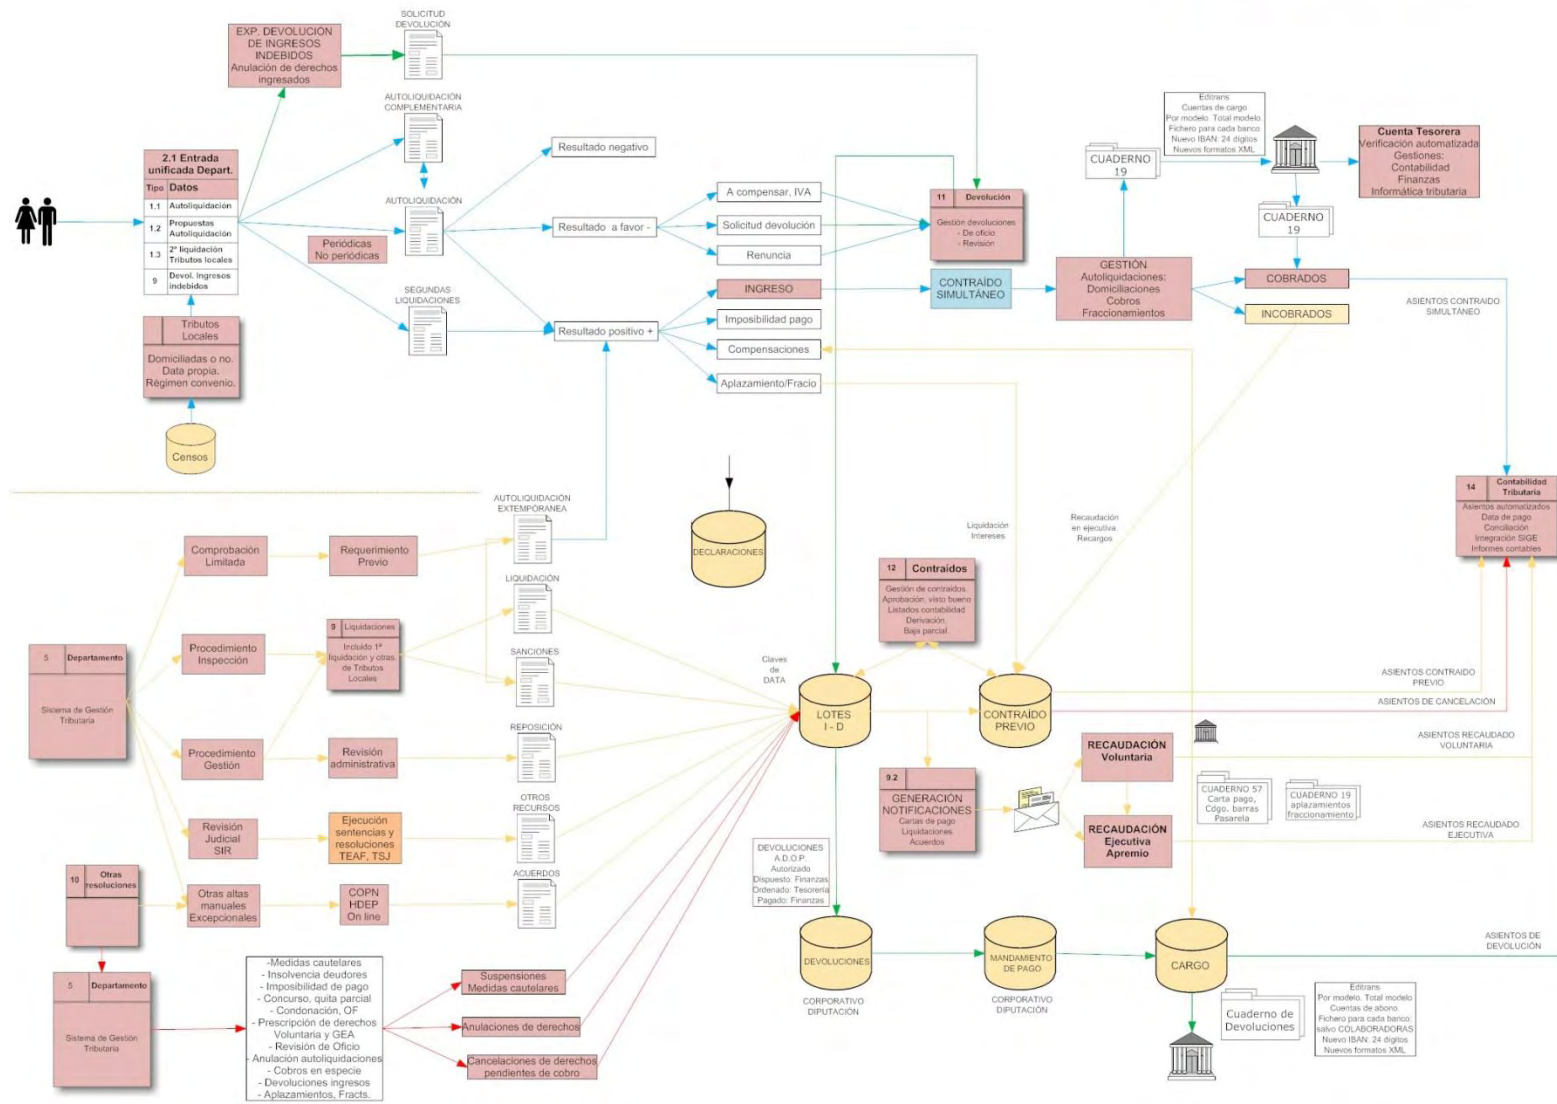 SOLICITUD
DEVOLUCIÓN
EXP. DEVOLUCIÓN
DE INGRESOS
INDEBIDOS
Anulación de derechos
ingresados
AUTOLIQUIDACIÓN
COMPLEMENTARIA
2.1 Entrada
unificada Depart.
Tipo Datos
1.1 Autoliquidación
1.2 Propuestas
Autoliquidación
1.3 2ª liquidación
Tributos locales
9 Devol. Ingresos
indebidos
Tributos
Locales
Domiciliadas o no.
Data propia.
Régimen convenio.
Censos
AUTOLIQUIDACIÓN
Periódicas
No periódicas
SEGUNDAS
LIQUIDACIONES
Resultado negativo
Resultado a favor -
Resultado positivo +
A compensar, IVA
Solicitud devolución
Renuncia
INGRESO
Imposibilidad pago
Compensaciones
Aplazamiento/Fracio
11 Devolución
Gestión devoluciones
- De oficio
- Revisión
CONTRAÍDO
SIMULTÁNEO
GESTIÓN
Autoliquidaciones:
Domiciliaciones
Cobros
Fraccionamientos
CUADERNO
19
Editrans
Cuentas de cargo
Por modelo. Total modelo.
Fichero para cada banco
Nuevo IBAN: 24 dígitos
Nuevos formatos XML
Cuenta Tesorera
Verificación automatizada
Gestiones:
Contabilidad
Finanzas
Informática tributaria
CUADERNO
19
COBRADOS
INCOBRADOS
ASIENTOS CONTRAIDO
SIMULTÁNEO
14 Contabilidad
Tributaria
Asientos automatizados
Data de pago
Conciliación
Integración SIGE
Informes contables
DECLARACIONES
Liquidación
Intereses
Recaudación
en ejecutiva.
Recargos
AUTOLIQUIDACIÓN
EXTEMPORANEA
Comprobación
Limitada
Requerimiento
Previo
LIQUIDACIÓN
5 Departamento
Sistema de Gestión
Tributaria
Procedimiento
Inspección
9 Liquidaciones
Incluido 1ª
liquidación y otras.
de Tributos
Locales
SANCIONES
Procedimiento
Gestión
Revisión
administrativa
REPOSICIÓN
Revisión
Judicial
SIR
Ejecución
sentencias y
resoluciones
TEAF, TSJ
OTROS
RECURSOS
10 Otras
resoluciones
Otras altas
manuales
Excepcionales
COPN
HDEP
On line
ACUERDOS
12 Contraídos
Gestión de contraídos.
Aprobación, visto bueno
Listados contabilidad
Derivación.
Baja parcial.
Claves
de
DATA
LOTES
I - D
CONTRAÍDO
PREVIO
ASIENTOS CONTRAIDO
PREVIO
ASIENTOS DE CANCELACIÓN
ASIENTOS RECAUDADO
VOLUNTARIA
9.2
GENERACIÓN
NOTIFICACIONES
Cartas de pago
Liquidaciones
Acuerdos
RECAUDACIÓN
Voluntaria
RECAUDACIÓN
Ejecutiva
Apremio
CUADERNO 57
Carta pago,
Cdgo. barras
Pasarela
CUADERNO 19
aplazamientos
fraccionamiento
ASIENTOS RECAUDADO
EJECUTIVA
DEVOLUCIONES
A.D.O.P.
Autorizado
Dispuesto: Finanzas
Ordenado: Tesorería
Pagado: Finanzas
DEVOLUCIONES
CORPORATIVO
DIPUTACIÓN
MANDAMIENTO
DE PAGO
CORPORATIVO
DIPUTACIÓN
CARGO
ASIENTOS DE
DEVOLUCIÓN
Cuaderno de
Devoluciones
Editrans
Por modelo. Total modelo
Cuentas de abono.
Fichero para cada banco:
salvo COLABORADORAS
Nuevo IBAN: 24 dígitos
Nuevos formatos XML
5 Departamento
Sistema de Gestión
Tributaria
-Medidas cautelares
- Insolvencia deudores
- Imposibilidad de pago
- Concurso, quita parcial
- Condonación, OF
- Prescripción de derechos
Voluntaria y GEA
- Revisión de Oficio
- Anulación autoliquidaciones
- Cobros en especie
- Devoluciones ingresos
- Aplazamientos, Fracts.
Suspensiones
Medidas cautelares
Anulaciones de derechos
Cancelaciones de derechos
pendientes de cobro